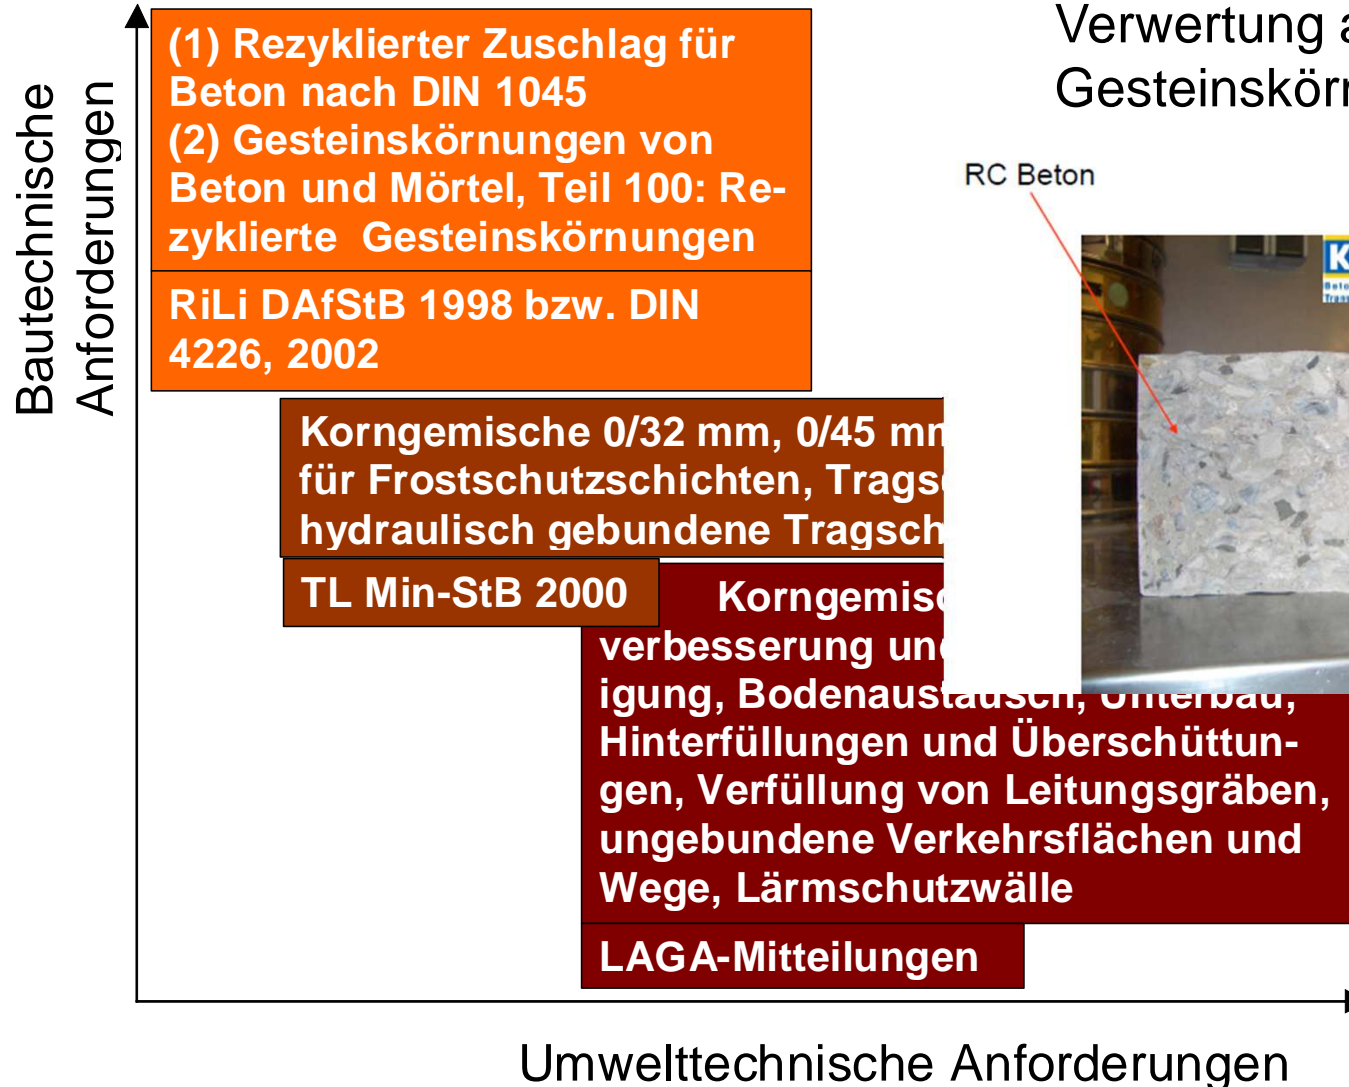 Bautechnische
Anforderungen
(1) Rezyklierter Zuschlag für
Beton nach DIN 1045
(2) Gesteinskörnungen von
Beton und Mörtel, Teil 100: Re-
zyklierte Gesteinskörnungen
RiLi DAfStB 1998 bzw. DIN
4226, 2002
Verwertung
RC Beton
Korngemische 0/32 mm, 0/45
für Frostschutzschichten,
hydraulisch gebundene
TL Min-StB 2000
verbesserung
igung, Bodenaustausch, Unterbau,
Hinterfüllungen und Überschüttun-
gen, Verfüllung von Leitungsgräben,
ungebundene Verkehrsflächen und
Wege, Lärmschutzwälle
LAGA-Mitteilungen
Umwelttechnische Anforderungen